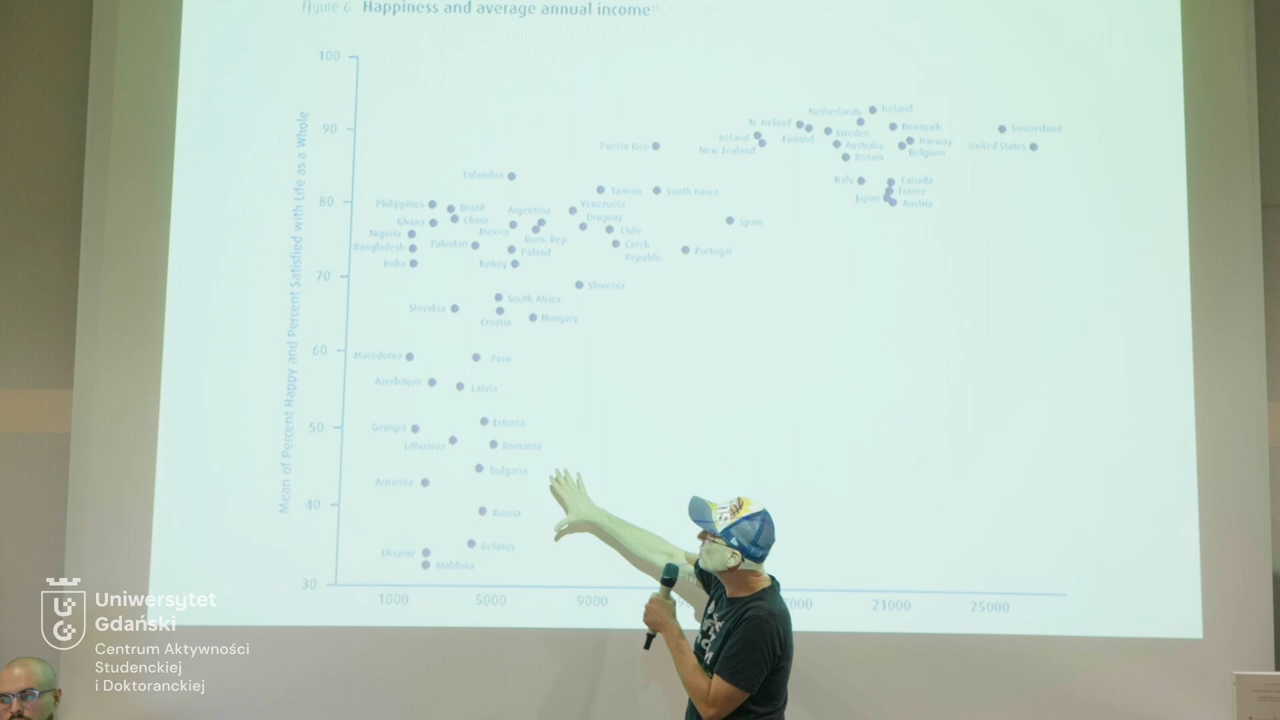 Figure 6 Happiness and average annual income
100
90
80
70
60
50
40
30
Mean of Percent Happy and Percent Satisfied with Life as a Whole
Netherlands
Iceland
N. Ireland
Denmark
Switzerland
Ireland
Finland
Sweden
Norway
Puerto Rico
New Zealand
Australia
Belgium
United States
Britain
Colombia
Italy
Canada
Taiwan
South Korea
France
Japan
Austria
Philippines
Brazil
Argentina
Venezuela
Ghana
China
Uruguay
Spain
Nigeria
Mexico
Chile
Bangladesh
Pakistan
Dom. Rep
Czech
Republic
Portugal
India
Turkey
Poland
Slovenia
Slovakia
South Africa
Croatia
Hungary
Macedonia
Peru
Azerbaijan
Latvia
Georgia
Estonia
Lithuania
Romania
Bulgaria
Armenia
Russia
Ukraine
Belarus
Moldova
1000 5000 9000 21000 25000
Uniwersytet
Gdański
Centrum Aktywności
Studenckiej
i Doktoranckiej